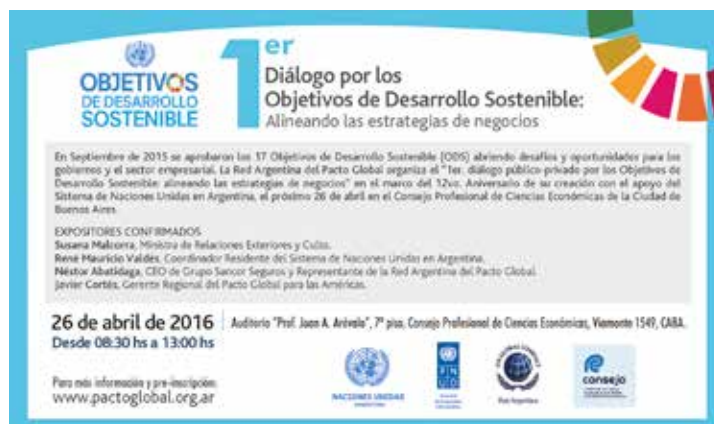 OBJETIVOS
DE DESARROLLO
SOSTENIBLE
1er
Diálogo por los
Objetivos de Desarrollo Sostenible:
Alineando las estrategias de negocios
En Septiembre de 2015 se aprobaron los 17 Objetivos de Desarrollo Sostenible (ODS) abriendo desafíos y oportunidades para los
gobiernos y el sector empresarial. La Red Argentina del Pacto Global organiza el "1er. diálogo público-privado por los Objetivos de
Desarrollo Sostenible: alineando las estrategias de negocios" en el marco del 12vo. Aniversario de su creación con el apoyo del
Sistema de Naciones Unidas en Argentina, el próximo 26 de abril en el Consejo Profesional de Ciencias Económicas de la Ciudad de
Buenos Aires.
EXPOSITORES CONFIRMADOS
Susana Malcorra, Ministra de Relaciones Exteriores y Culto.
René Mauricio Valdés, Coordinador Residente del Sistema de Naciones Unidas en Argentina.
Néstor Abatidaga, CEO de Grupo Sancor Seguros y Representante de la Red Argentina del Pacto Global.
Javier Cortés, Gerente Regional del Pacto Global para las Américas.
26 de abril de 2016
Auditorio "Prof. Juan A. Arévalo", 7º piso, Consejo Profesional de Ciencias Económicas, Viamonte 1549, CABA.
Desde 08:30 hs a 13:00 hs
Para más información y pre-inscripción:
www.pactoglobal.org.ar
NACIONES UNIDAS
ARGENTINA
PNUD
Red Argentina
consejo